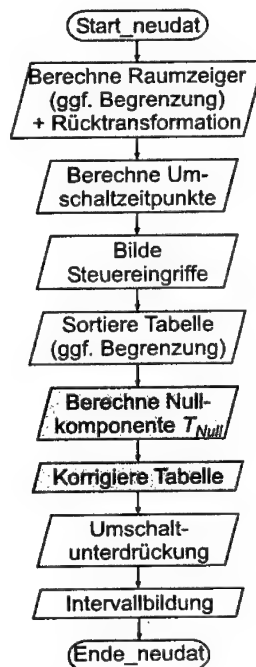 Start_neudat
Berechne Raumzeiger
(ggf. Begrenzung)
+ Rücktransformation
Berechne Um-
schaltzeitpunkte
Bilde
Steuereingriffe
Sortiere Tabelle
(ggf. Begrenzung)
Berechne Null-
komponente T_Null
Korrigiere Tabelle
Umschalt-
unterdrückung
Intervallbildung
Ende_neudat